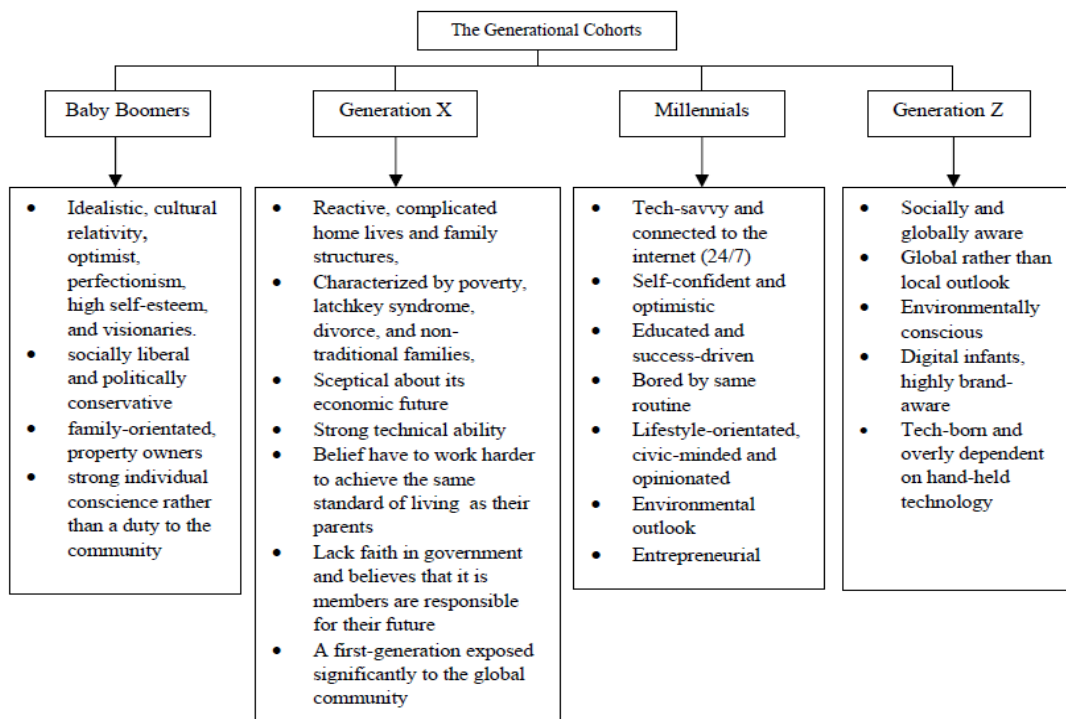 The Generational Cohorts
Baby Boomers
Generation X
Millennials
Generation Z
• Idealistic, cultural
relativity,
optimist,
perfectionism,
high self-esteem,
and visionaries.
• socially liberal
and politically
conservative
• family-orientated,
property owners
• strong individual
conscience rather
than a duty to the
community
• Reactive, complicated
home lives and family
structures,
• Characterized by poverty,
latchkey syndrome,
divorce, and non-
traditional families,
• Sceptical about its
economic future
• Strong technical ability
• Belief have to work harder
to achieve the same
standard of living as their
parents
• Lack faith in government
and believes that it is
members are responsible
for their future
• A first-generation exposed
significantly to the global
community
• Tech-savvy and
connected to the
internet (24/7)
• Self-confident and
optimistic
• Educated and
success-driven
• Bored by same
routine
• Lifestyle-orientated,
civic-minded and
opinionated
• Environmental
outlook
• Entrepreneurial
• Socially and
globally aware
• Global rather than
local outlook
• Environmentally
conscious
• Digital infants,
highly brand-
aware
• Tech-born and
overly dependent
on hand-held
technology